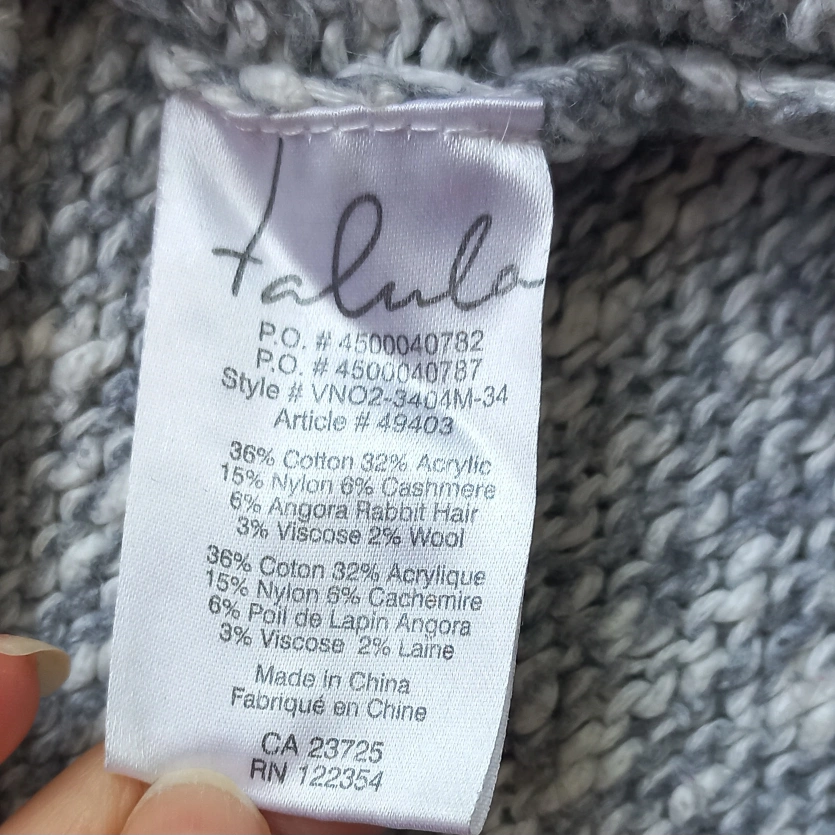 Talula
P.O. # 4500040782
P.O. # 4500040787
Style # VNO2-3404M-34
Article # 49403
36% Cotton 32% Acrylic
15% Nylon 6% Cashmere
6% Angora Rabbit Hair
3% Viscose 2% Wool
36% Coton 32% Acrylique
15% Nylon 6% Cachemire
6% Poil de Lapin Angora
3% Viscose 2% Laine
Made in China
Fabriqué en Chine
CA 23725
RN 122354